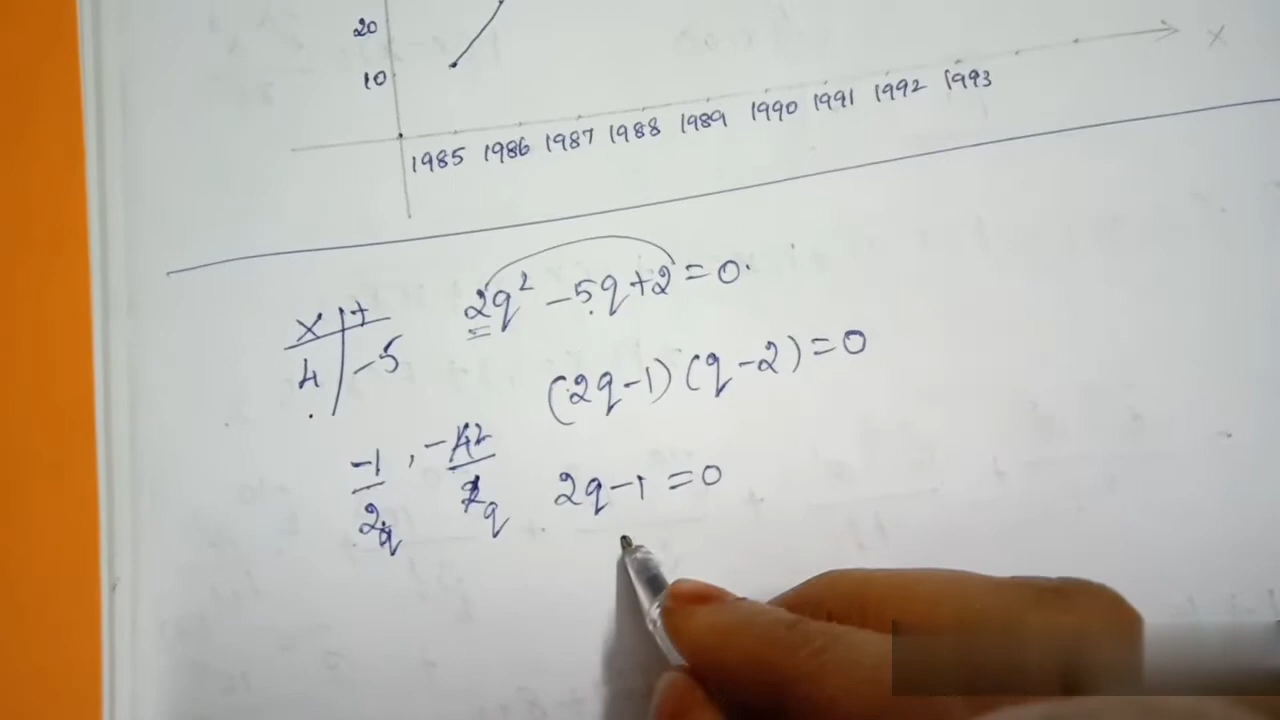 20
10
X
1985 1986 1987 1988 1989 1990 1991 1992 1993
2q² - 5q + 2 = 0.
x | +
4 | -5
(2q - 1) (q - 2) = 0
-1/2q , -42/2q
2q - 1 = 0